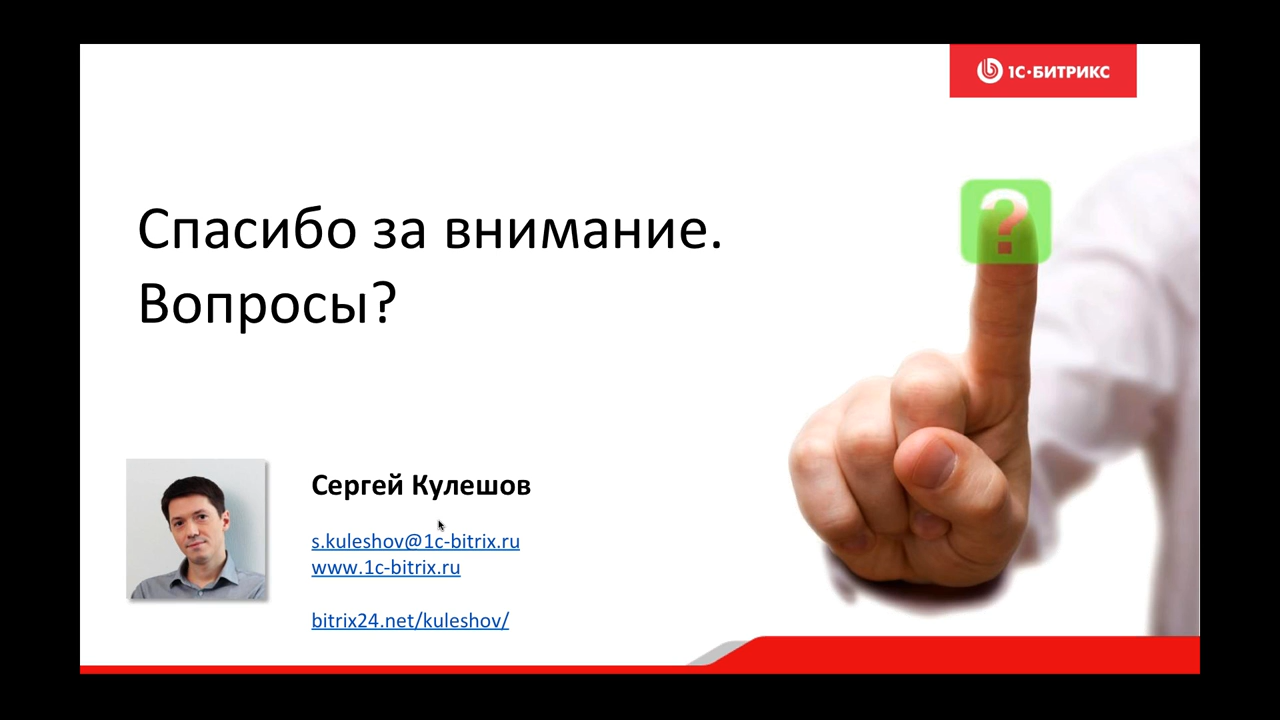 1С·БИТРИКС
?
Спасибо за внимание.
Вопросы?
Сергей Кулешов
s.kuleshov@1c-bitrix.ru
www.1c-bitrix.ru
bitrix24.net/kuleshov/